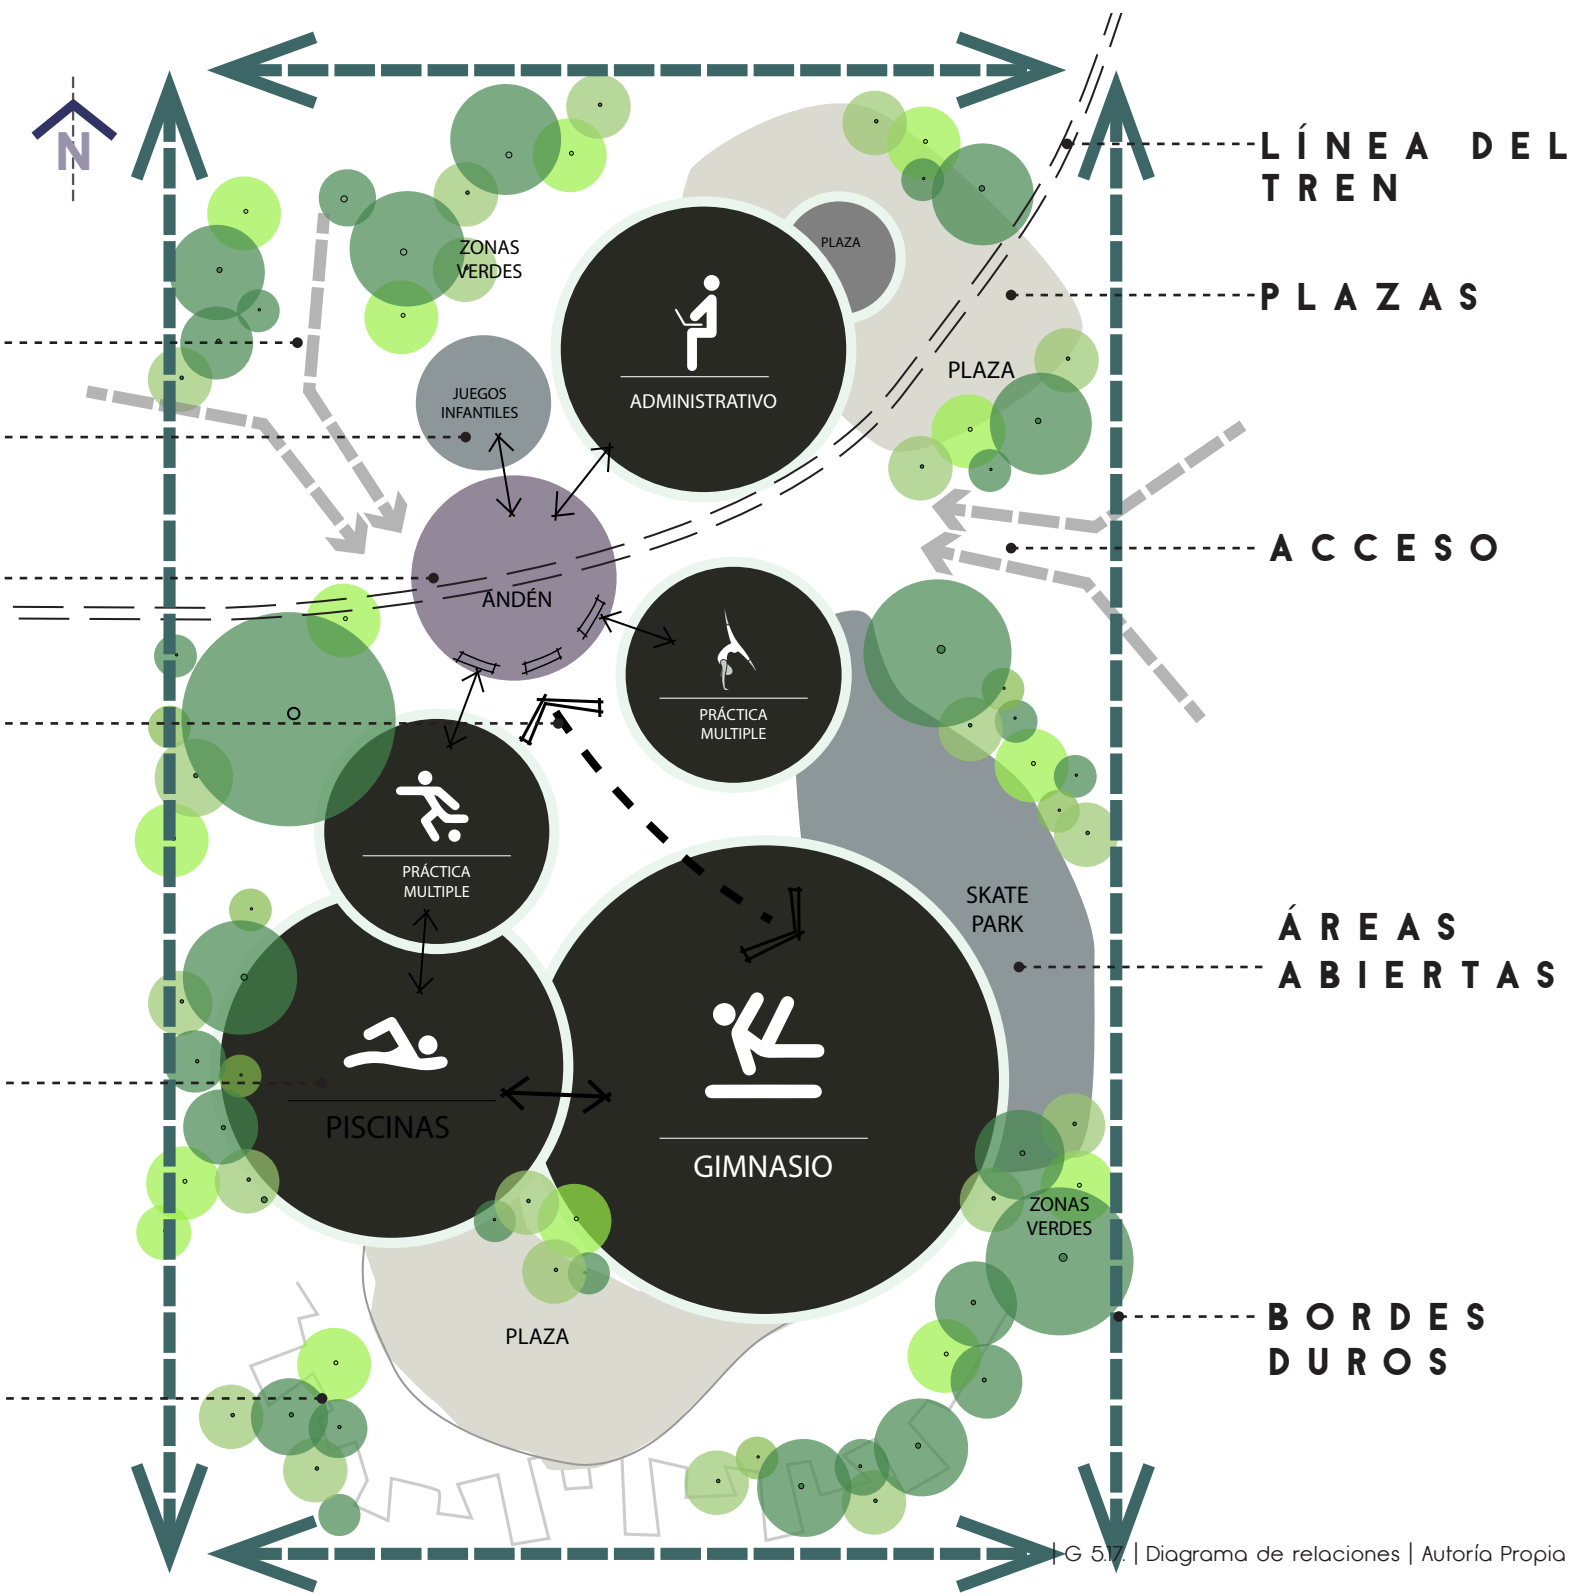 N
LÍNEA DEL
TREN
PLAZA
ZONAS
VERDES
PLAZAS
PLAZA
JUEGOS
INFANTILES
ADMINISTRATIVO
ACCESO
ANDÉN
PRÁCTICA
MULTIPLE
PRÁCTICA
MULTIPLE
SKATE
PARK
ÁREAS
ABIERTAS
PISCINAS
GIMNASIO
ZONAS
VERDES
PLAZA
BORDES
DUROS
| G 5.17. | Diagrama de relaciones | Autoría Propia